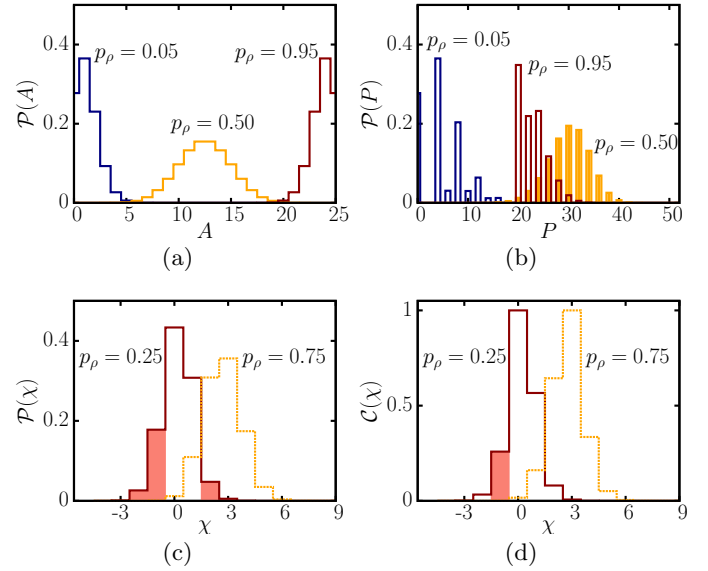 0.4
0.2
0
𝒫(A)
p_ρ = 0.05
p_ρ = 0.95
p_ρ = 0.50
0 5 10 15 20 25
A
(a)
0.4
0.2
0
𝒫(P)
p_ρ = 0.05
p_ρ = 0.95
p_ρ = 0.50
0 10 20 30 40 50
P
(b)
0.4
0.2
0
𝒫(χ)
p_ρ = 0.25
p_ρ = 0.75
-3 0 3 6 9
χ
(c)
1
0.5
0
𝒞(χ)
p_ρ = 0.25
p_ρ = 0.75
-3 0 3 6 9
χ
(d)